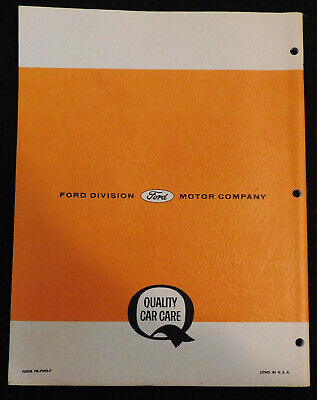 FORD DIVISION Ford MOTOR COMPANY
QUALITY
CAR CARE
FORM LITHO IN U.S.A.